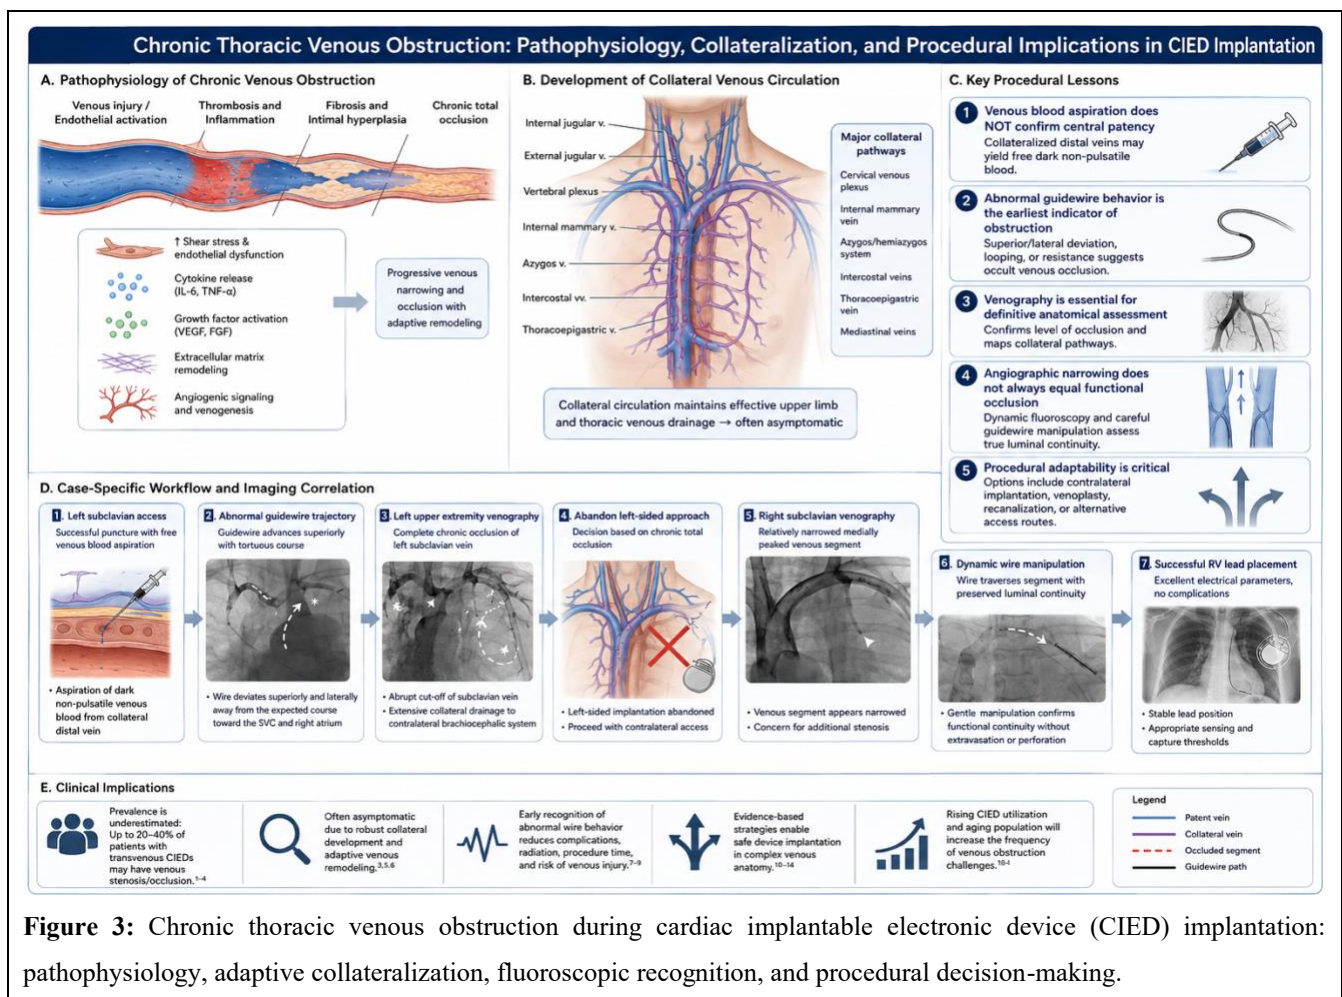 Chronic Thoracic Venous Obstruction: Pathophysiology, Collateralization, and Procedural Implications in CIED Implantation
A. Pathophysiology of Chronic Venous Obstruction
Venous injury /
Endothelial activation
Thrombosis and
Inflammation
Fibrosis and
Intimal hyperplasia
Chronic total
occlusion
↑ Shear stress &
endothelial dysfunction
Cytokine release
(IL-6, TNF-α)
Growth factor activation
(VEGF, FGF)
Extracellular matrix
remodeling
Angiogenic signaling
and venogenesis
Progressive venous
narrowing and
occlusion with
adaptive remodeling
B. Development of Collateral Venous Circulation
Internal jugular v.
External jugular v.
Vertebral plexus
Internal mammary v.
Azygos v.
Intercostal vv.
Thoracoepigastric v.
Major collateral
pathways
Cervical venous
plexus
Internal mammary
vein
Azygos/hemiazygos
system
Intercostal veins
Thoracoepigastric
vein
Mediastinal veins
Collateral circulation maintains effective upper limb
and thoracic venous drainage → often asymptomatic
C. Key Procedural Lessons
1 Venous blood aspiration does
NOT confirm central patency
Collateralized distal veins may
yield free dark non-pulsatile
blood.
2 Abnormal guidewire behavior is
the earliest indicator of
obstruction
Superior/lateral deviation,
looping, or resistance suggests
occult venous occlusion.
3 Venography is essential for
definitive anatomical assessment
Confirms level of occlusion and
maps collateral pathways.
4 Angiographic narrowing does
not always equal functional
occlusion
Dynamic fluoroscopy and careful
guidewire manipulation assess
true luminal continuity.
5 Procedural adaptability is critical
Options include contralateral
implantation, venoplasty,
recanalization, or alternative
access routes.
D. Case-Specific Workflow and Imaging Correlation
1. Left subclavian access
Successful puncture with free
venous blood aspiration
• Aspiration of dark
non-pulsatile venous
blood from collateral
distal vein
2. Abnormal guidewire trajectory
Guidewire advances superiorly
with tortuous course
• Wire deviates superiorly and laterally
away from the expected course
toward the SVC and right atrium
3. Left upper extremity venography
Complete chronic occlusion of
left subclavian vein
• Abrupt cut-off of subclavian vein
• Extensive collateral drainage to
contralateral brachiocephalic system
4. Abandon left-sided approach
Decision based on chronic total
occlusion
• Left-sided implantation abandoned
• Proceed with contralateral access
5. Right subclavian venography
Relatively narrowed medially
peaked venous segment
• Venous segment appears narrowed
• Concern for additional stenosis
6. Dynamic wire manipulation
Wire traverses segment with
preserved luminal continuity
• Gentle manipulation confirms
functional continuity without
extravasation or perforation
7. Successful RV lead placement
Excellent electrical parameters,
no complications
• Stable lead position
• Appropriate sensing and
capture thresholds
E. Clinical Implications
Prevalence is
underestimated:
Up to 20–40% of
patients with
transvenous CIEDs
may have venous
stenosis/occlusion.1–4
Often asymptomatic
due to robust collateral
development and
adaptive venous
remodeling.3,5,6
Early recognition of
abnormal wire behavior
reduces complications,
radiation, procedure time,
and risk of venous injury.7–9
Evidence-based
strategies enable
safe device implantation
in complex venous
anatomy.10–14
Rising CIED utilization
and aging population will
increase the frequency
of venous obstruction
challenges.
Legend
Patent vein
Collateral vein
Occluded segment
Guidewire path
Figure 3: Chronic thoracic venous obstruction during cardiac implantable electronic device (CIED) implantation:
pathophysiology, adaptive collateralization, fluoroscopic recognition, and procedural decision-making.